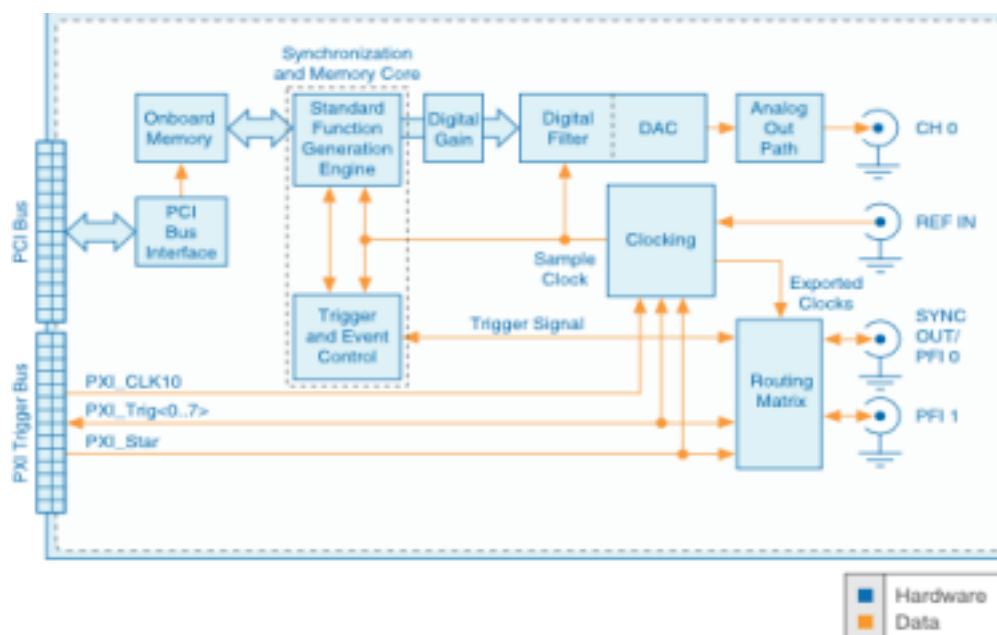 Synchronization
and Memory Core
Onboard
Memory
Standard
Function
Generation
Engine
Digital
Gain
Digital
Filter
DAC
Analog
Out
Path
CH 0
PCI Bus
PCI
Bus
Interface
Clocking
REF IN
Sample
Clock
Exported
Clocks
Trigger
and Event
Control
Trigger Signal
SYNC
OUT/
PFI 0
Routing
Matrix
PFI 1
PXI Trigger Bus
PXI_CLK10
PXI_Trig<0..7>
PXI_Star
Hardware
Data